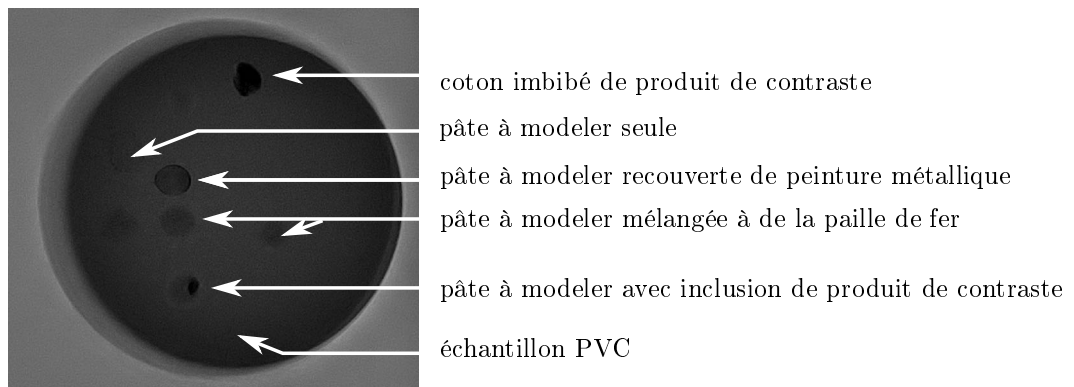 coton imbibé de produit de contraste
pâte à modeler seule
pâte à modeler recouverte de peinture métallique
pâte à modeler mélangée à de la paille de fer
pâte à modeler avec inclusion de produit de contraste
échantillon PVC